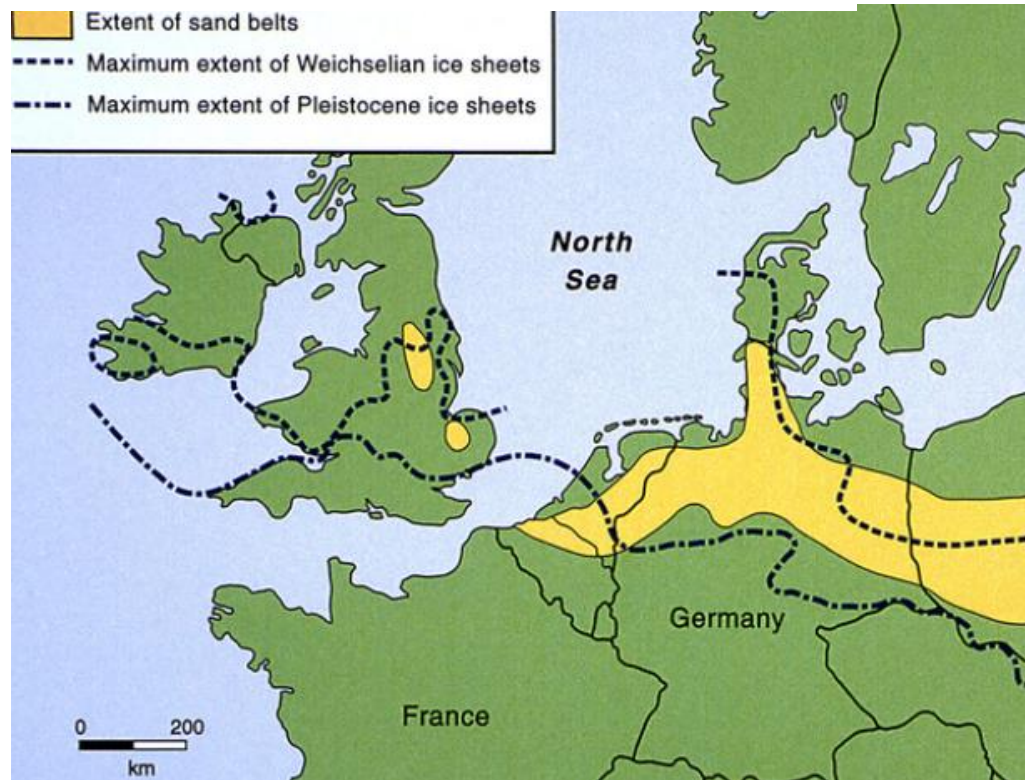 Extent of sand belts
Maximum extent of Weichselian ice sheets
Maximum extent of Pleistocene ice sheets
North
Sea
Germany
France
0 200
km